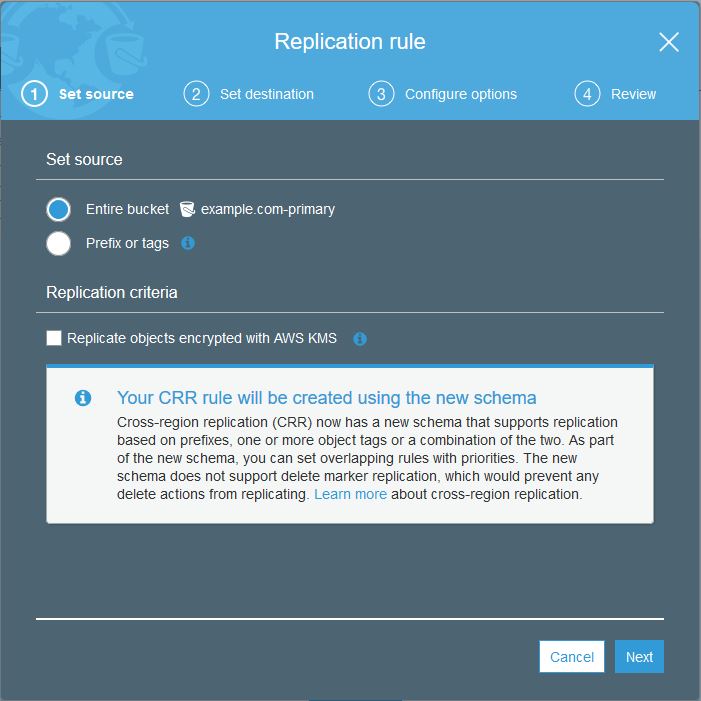 Replication rule
1 Set source 2 Set destination 3 Configure options 4 Review
Set source
Entire bucket example.com-primary
Prefix or tags
Replication criteria
Replicate objects encrypted with AWS KMS
Your CRR rule will be created using the new schema
Cross-region replication (CRR) now has a new schema that supports replication
based on prefixes, one or more object tags or a combination of the two. As part
of the new schema, you can set overlapping rules with priorities. The new
schema does not support delete marker replication, which would prevent any
delete actions from replicating. Learn more about cross-region replication.
Cancel Next